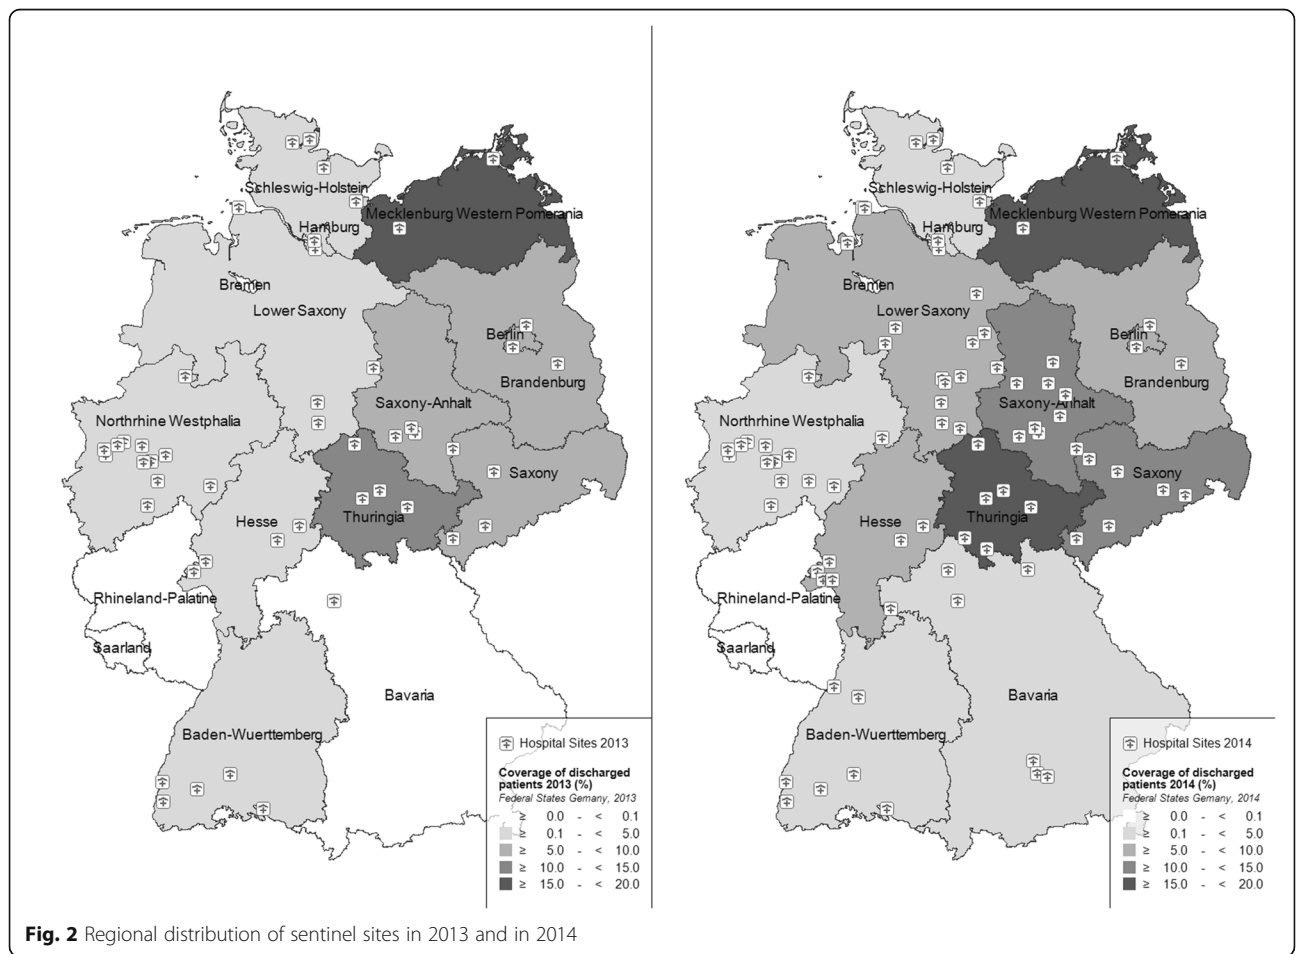 Schleswig-Holstein
Mecklenburg Western Pomerania
Hamburg
Bremen
Lower Saxony
Berlin
Brandenburg
Saxony-Anhalt
Northrhine Westphalia
Saxony
Hesse
Thuringia
Rhineland-Palatine
Saarland
Bavaria
Baden-Wuerttemberg
Hospital Sites 2013
Coverage of discharged
patients 2013 (%)
Federal States Gemany, 2013
≥ 0.0 - < 0.1
≥ 0.1 - < 5.0
≥ 5.0 - < 10.0
≥ 10.0 - < 15.0
≥ 15.0 - < 20.0
Schleswig-Holstein
Mecklenburg Western Pomerania
Hamburg
Bremen
Lower Saxony
Berlin
Brandenburg
Saxony-Anhalt
Northrhine Westphalia
Saxony
Hesse
Thuringia
Rhineland-Palatine
Saarland
Bavaria
Baden-Wuerttemberg
Hospital Sites 2014
Coverage of discharged
patients 2014 (%)
Federal States Gemany, 2014
≥ 0.0 - < 0.1
≥ 0.1 - < 5.0
≥ 5.0 - < 10.0
≥ 10.0 - < 15.0
≥ 15.0 - < 20.0
Fig. 2 Regional distribution of sentinel sites in 2013 and in 2014